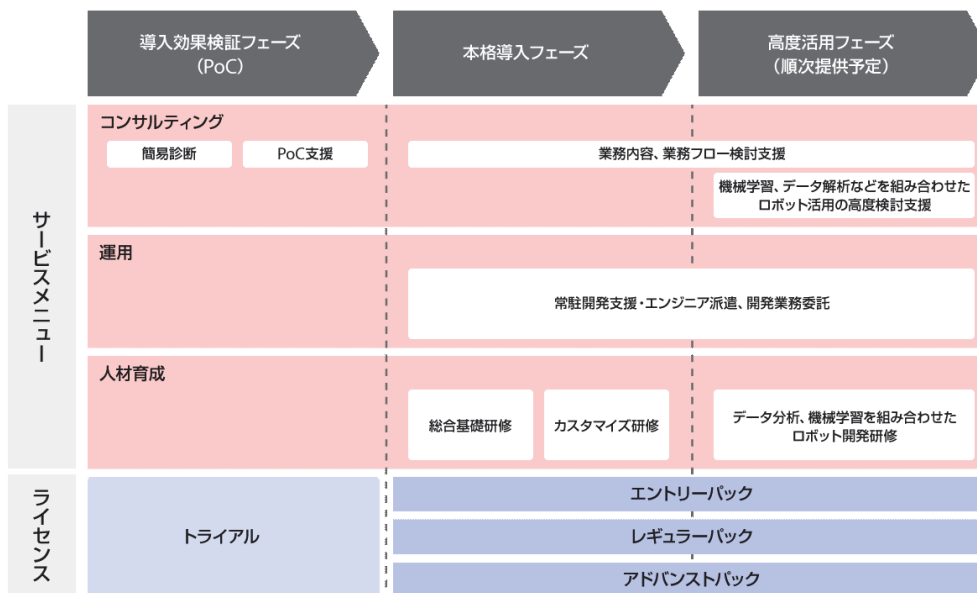 導入効果検証フェーズ
（PoC）
本格導入フェーズ
高度活用フェーズ
（順次提供予定）
サービスメニュー
コンサルティング
簡易診断
PoC支援
業務内容、業務フロー検討支援
機械学習、データ解析などを組み合わせた
ロボット活用の高度検討支援
運用
常駐開発支援・エンジニア派遣、開発業務委託
人材育成
総合基礎研修
カスタマイズ研修
データ分析、機械学習を組み合わせた
ロボット開発研修
ライセンス
トライアル
エントリーパック
レギュラーパック
アドバンストパック